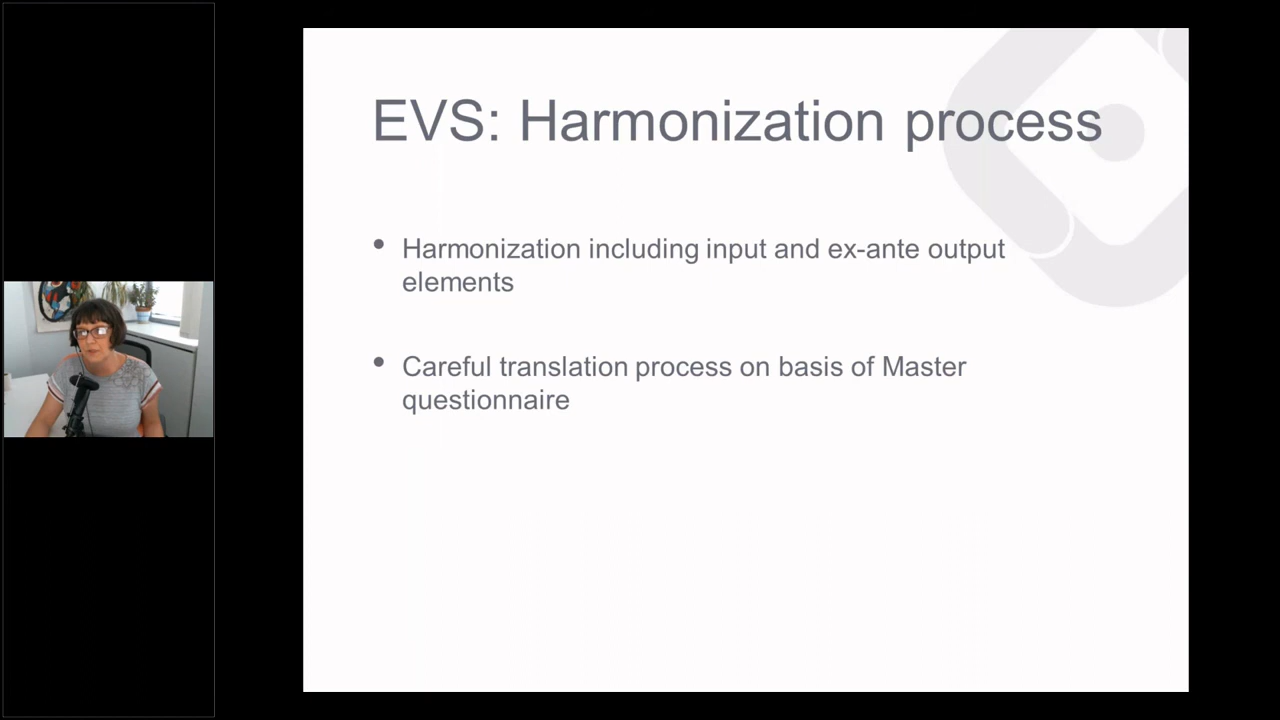 EVS: Harmonization process
• Harmonization including input and ex-ante output
elements
• Careful translation process on basis of Master
questionnaire